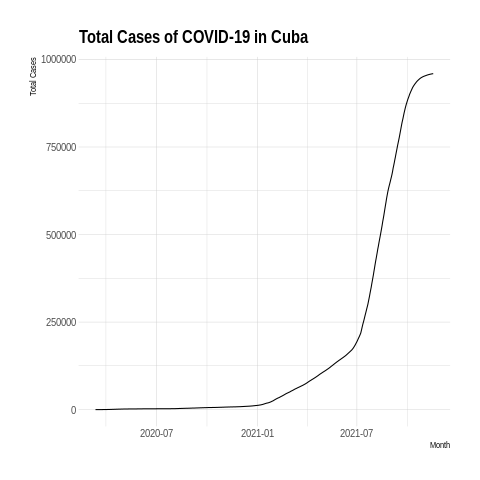 Total Cases of COVID-19 in Cuba
Total Cases
1000000
750000
500000
250000
0
2020-07
2021-01
2021-07
Month